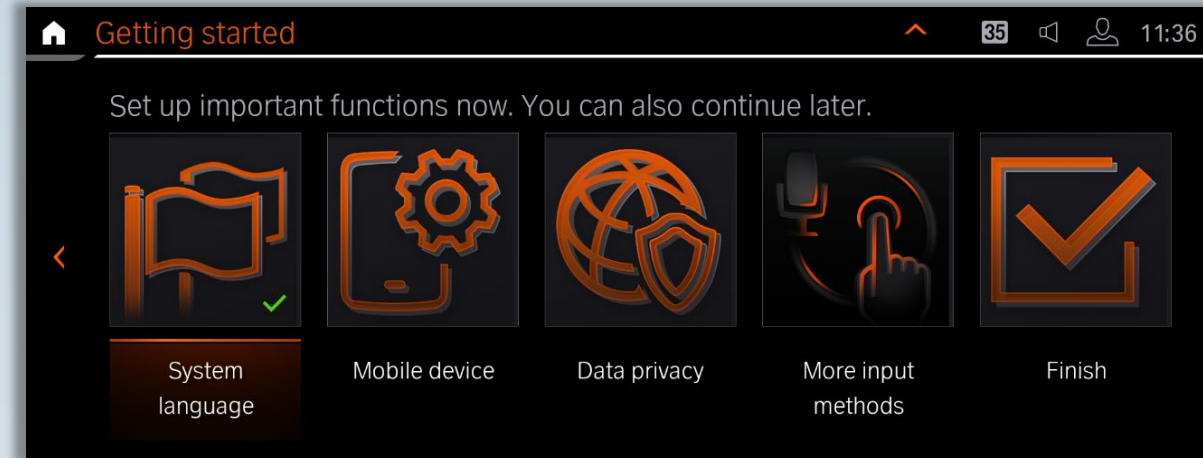 Getting started
35
11:36
Set up important functions now. You can also continue later.
System
language
Mobile device
Data privacy
More input
methods
Finish